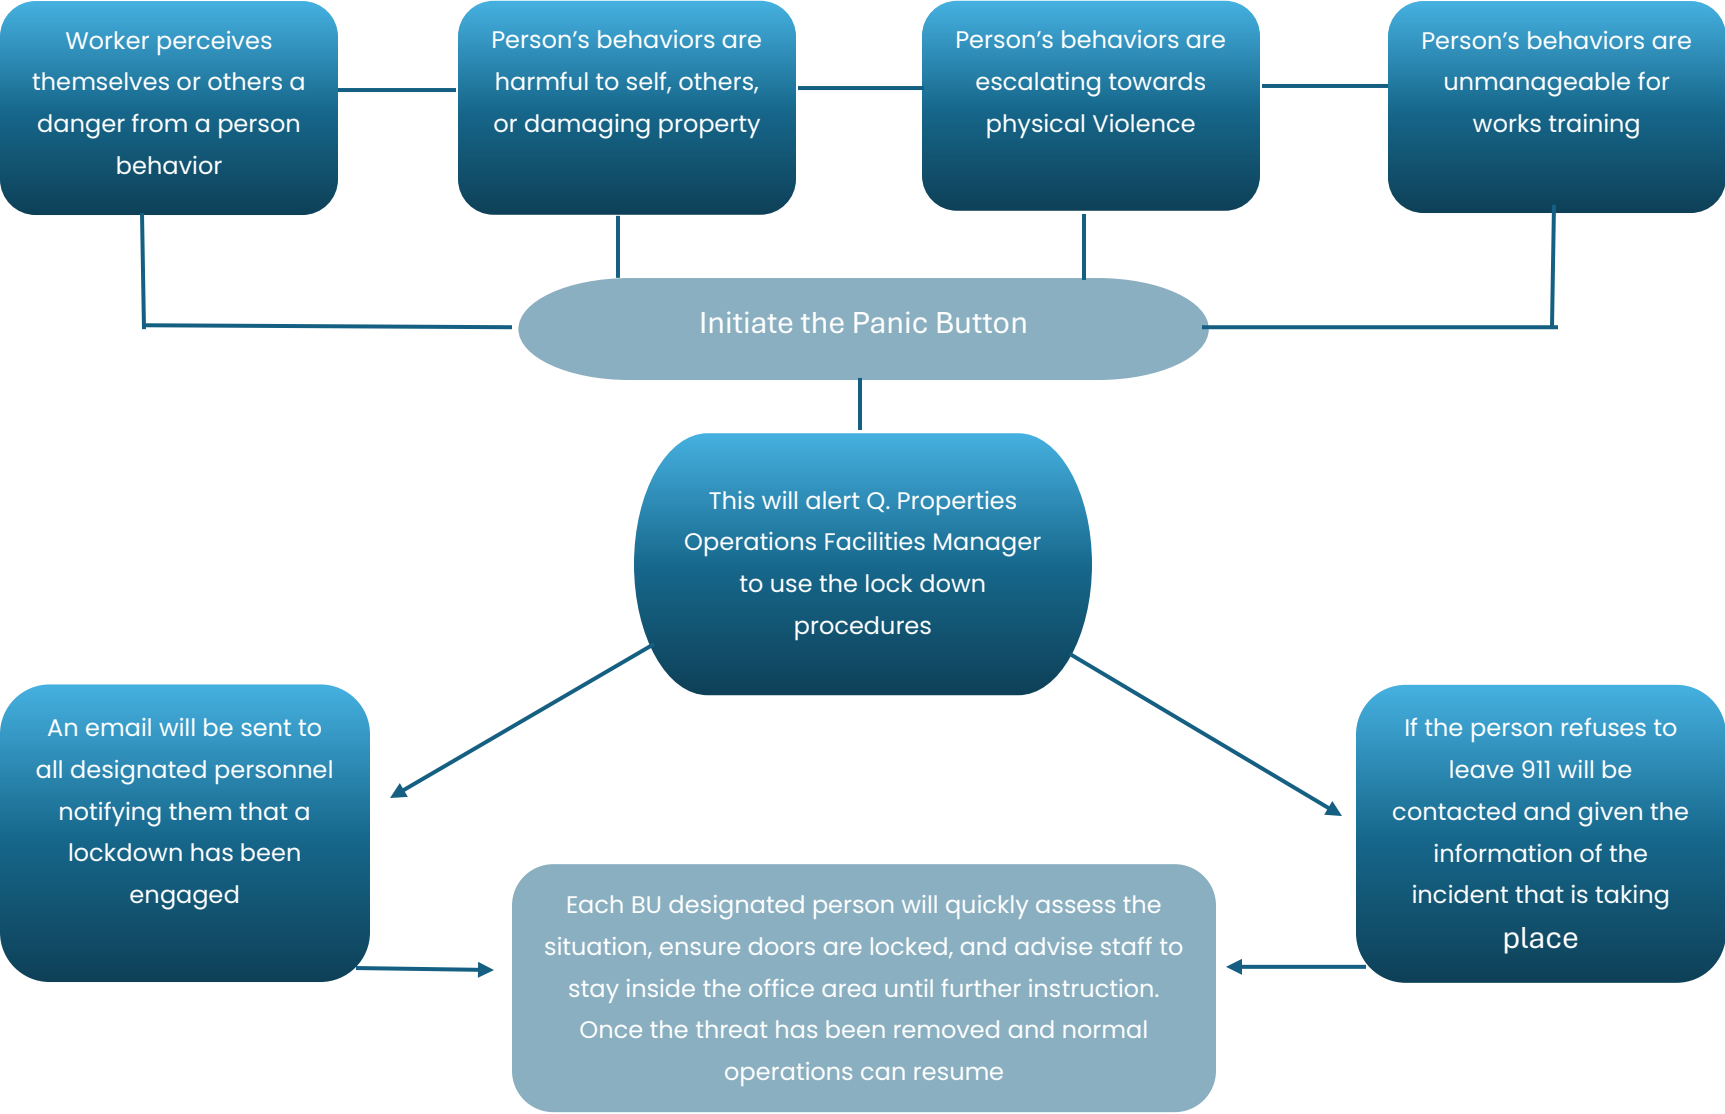 Worker perceives
themselves or others a
danger from a person
behavior
Person's behaviors are
harmful to self, others,
or damaging property
Person's behaviors are
escalating towards
physical Violence
Person's behaviors are
unmanageable for
works training
Initiate the Panic Button
This will alert Q. Properties
Operations Facilities Manager
to use the lock down
procedures
An email will be sent to
all designated personnel
notifying them that a
lockdown has been
engaged
If the person refuses to
leave 911 will be
contacted and given the
information of the
incident that is taking
place
Each BU designated person will quickly assess the
situation, ensure doors are locked, and advise staff to
stay inside the office area until further instruction.
Once the threat has been removed and normal
operations can resume